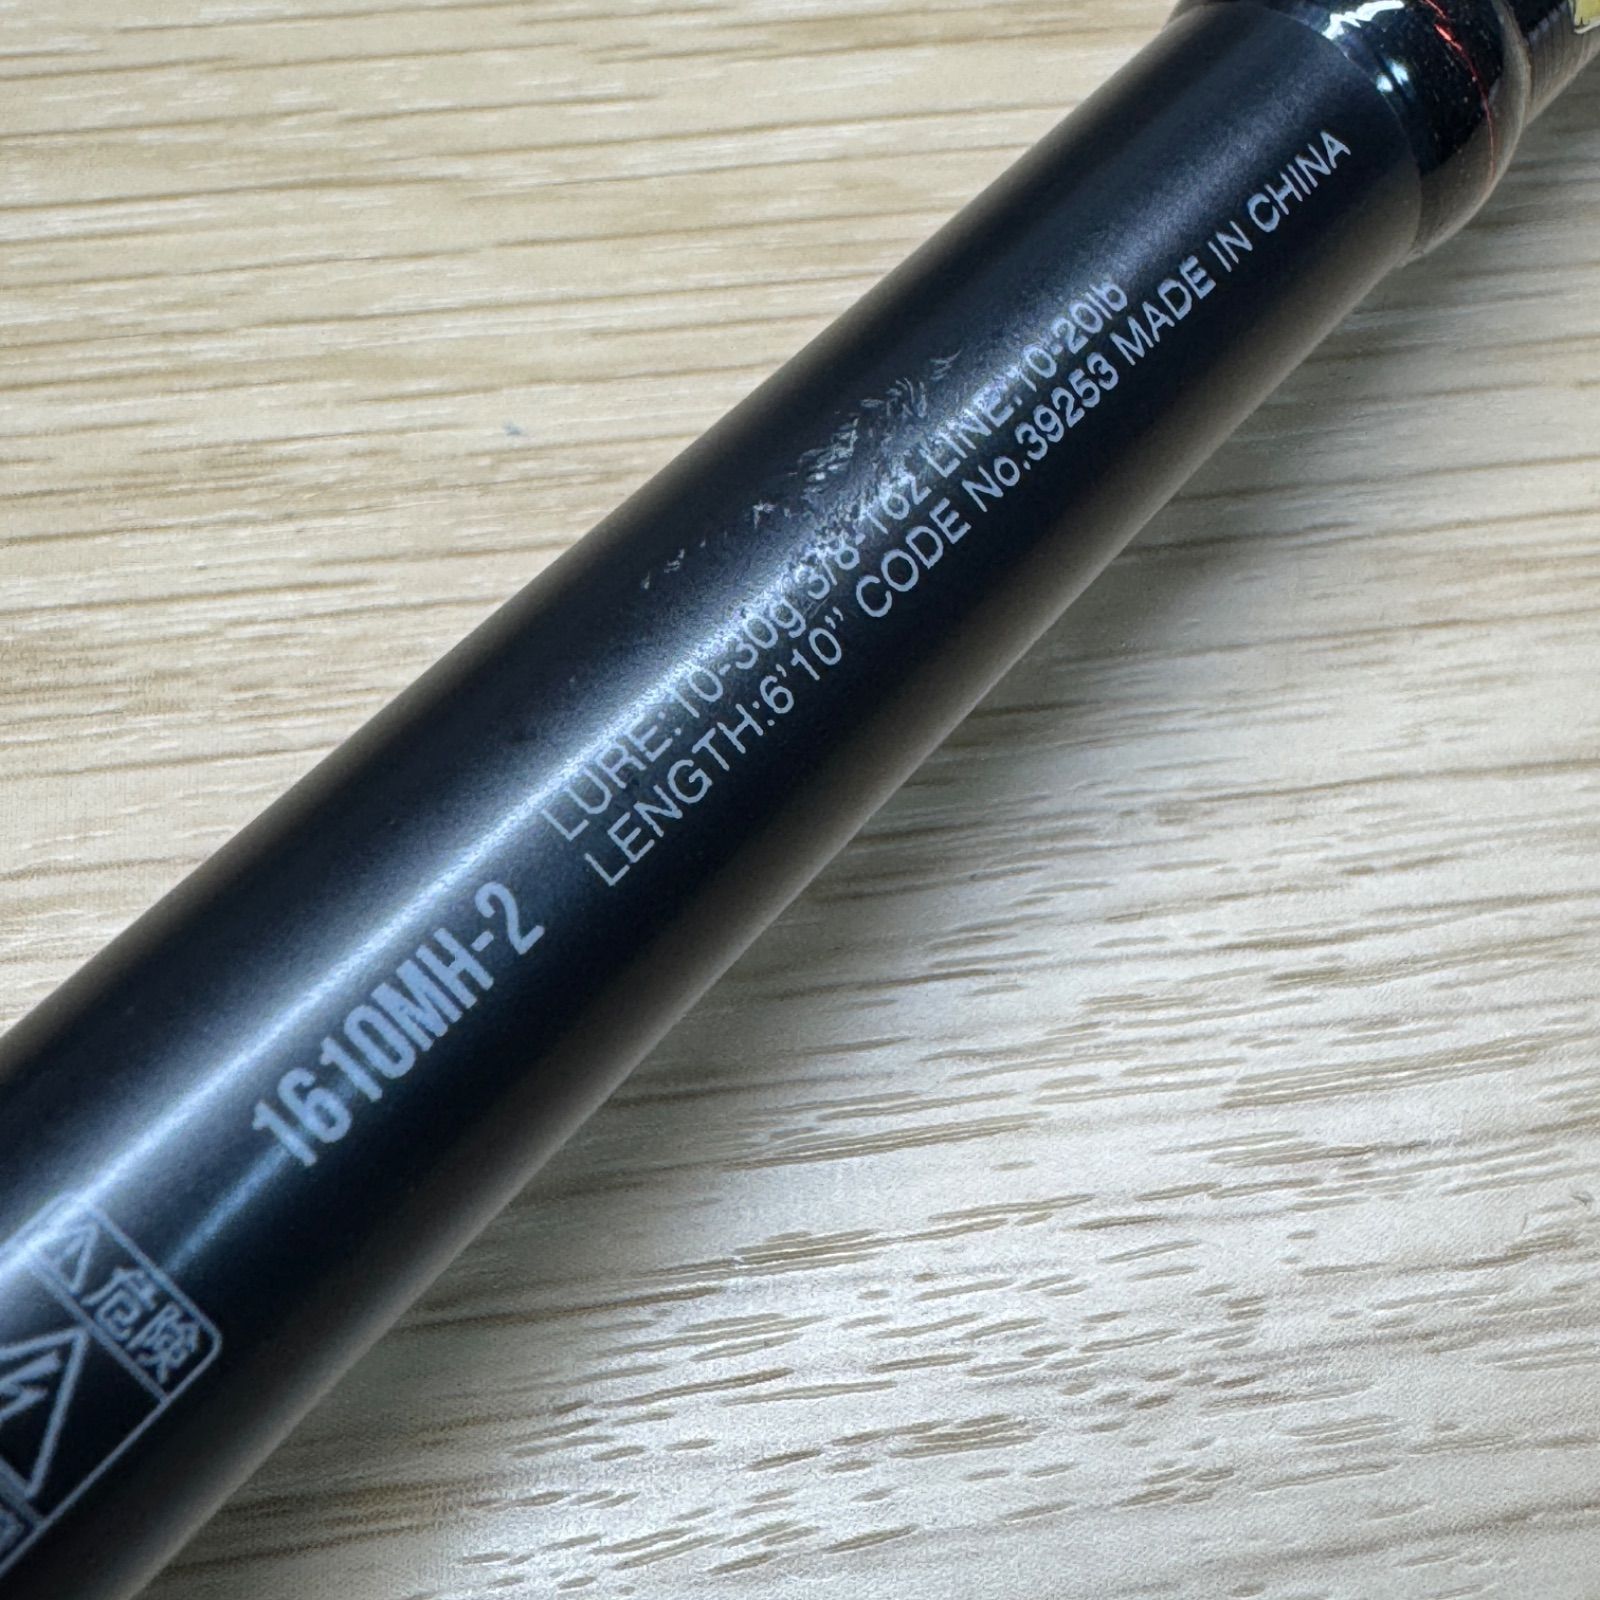 LURE:10-30g 3/8-1oz LINE:10-20lb
LENGTH:6'10" CODE No.39253 MADE IN CHINA
1610MH-2
危険